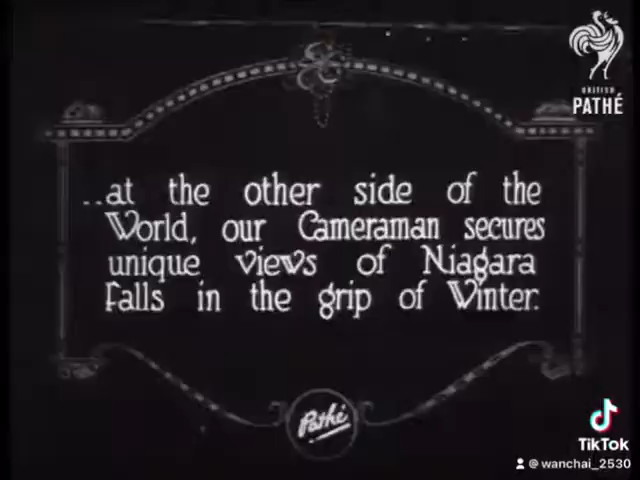 BRITISH
PATHÉ
..at the other side of the
World, our Cameraman secures
unique views of Niagara
Falls in the grip of Winter.
Pathé
TikTok
@wanchai_2530